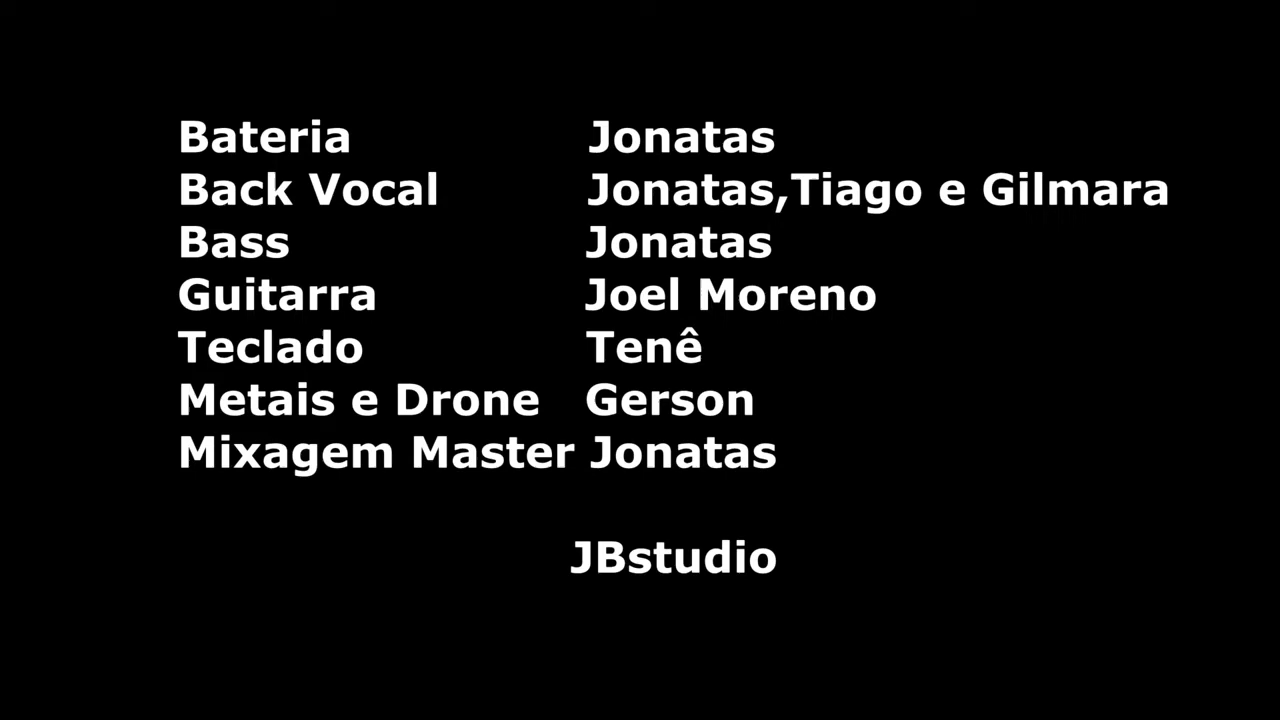 Bateria Jonatas
Back Vocal Jonatas,Tiago e Gilmara
Bass Jonatas
Guitarra Joel Moreno
Teclado Tenê
Metais e Drone Gerson
Mixagem Master Jonatas
JBstudio